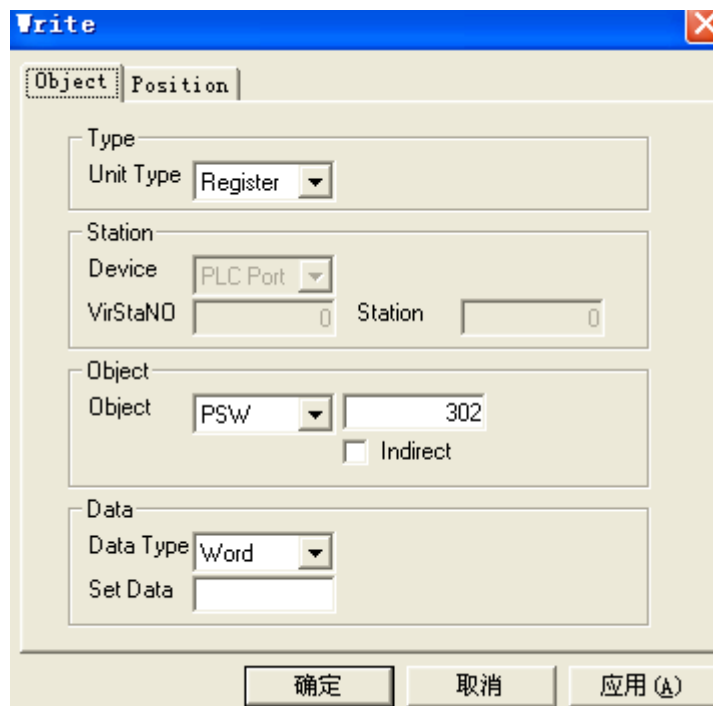 Write
Object Position
Type
Unit Type Register
Station
Device PLC Port
VirStaNO 0 Station 0
Object
Object PSW 302
Indirect
Data
Data Type Word
Set Data
确定 取消 应用(A)